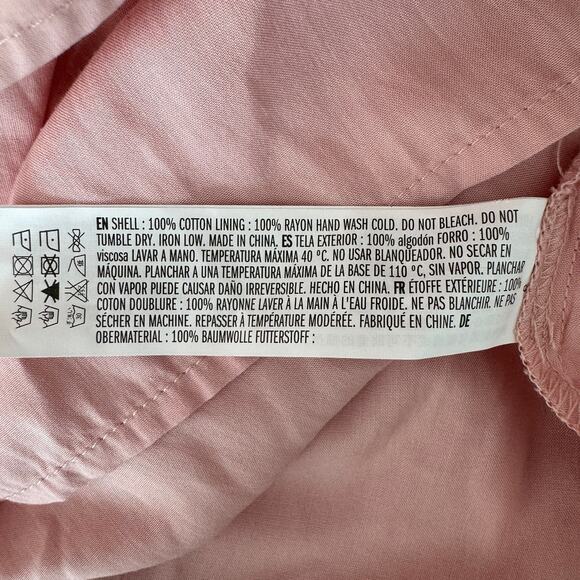 EN SHELL : 100% COTTON LINING : 100% RAYON HAND WASH COLD. DO NOT BLEACH. DO NOT
TUMBLE DRY. IRON LOW. MADE IN CHINA. ES TELA EXTERIOR : 100% algodón FORRO : 100%
viscosa LAVAR A MANO. TEMPERATURA MÁXIMA 40 ºC. NO USAR BLANQUEADOR. NO SECAR EN
MÁQUINA. PLANCHAR A UNA TEMPERATURA MÁXIMA DE LA BASE DE 110 ºC, SIN VAPOR. PLANCHAR
CON VAPOR PUEDE CAUSAR DAÑO IRREVERSIBLE. HECHO EN CHINA. FR ÉTOFFE EXTÉRIEURE : 100%
COTON DOUBLURE : 100% RAYONNE LAVER À LA MAIN À L'EAU FROIDE. NE PAS BLANCHIR. NE PAS
SÉCHER EN MACHINE. REPASSER À TEMPÉRATURE MODÉRÉE. FABRIQUÉ EN CHINE. DE
OBERMATERIAL : 100% BAUMWOLLE FUTTERSTOFF :